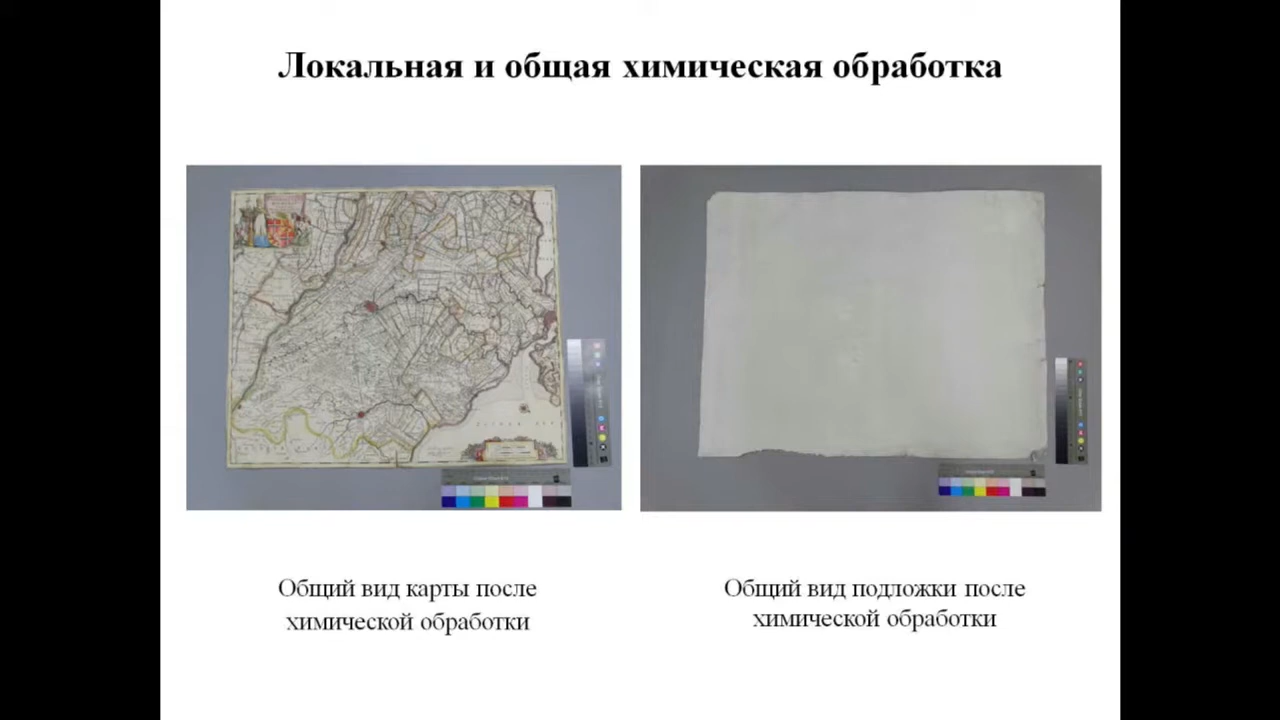 Локальная и общая химическая обработка
Общий вид карты после
химической обработки
Общий вид подложки после
химической обработки